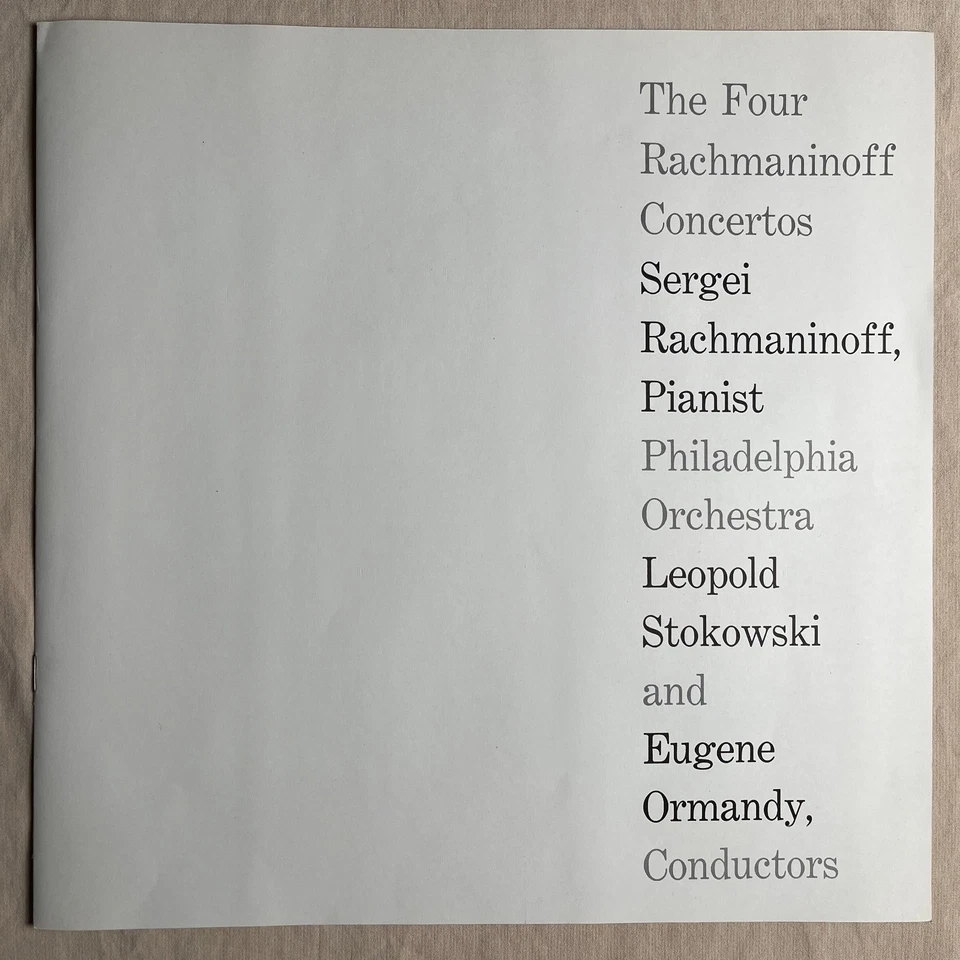 The Four
Rachmaninoff
Concertos
Sergei
Rachmaninoff,
Pianist
Philadelphia
Orchestra
Leopold
Stokowski
and
Eugene
Ormandy,
Conductors